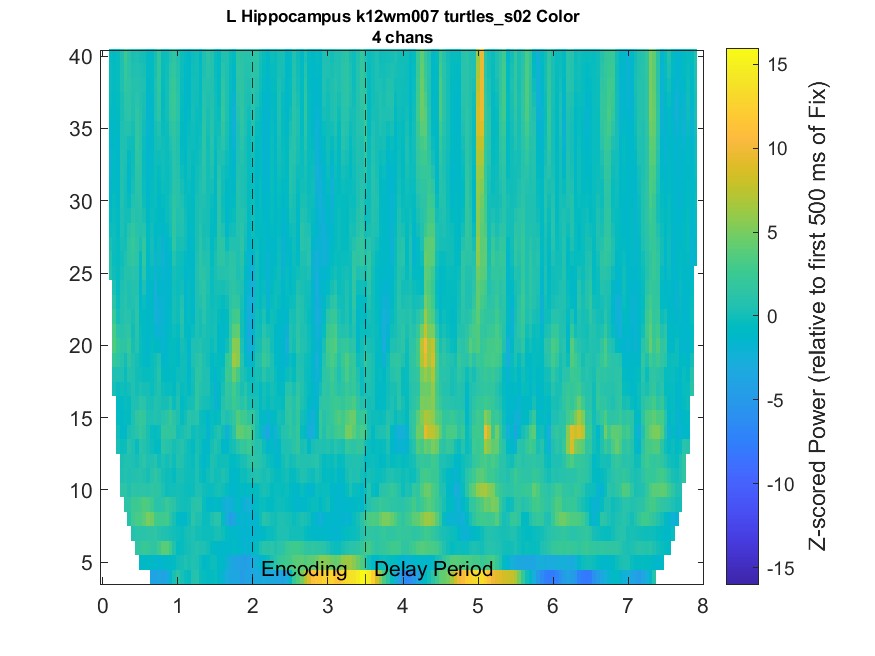 L Hippocampus k12wm007 turtles_s02 Color
4 chans
40
35
30
25
20
15
10
5
Encoding
Delay Period
0 1 2 3 4 5 6 7 8
15
10
5
0
-5
-10
-15
Z-scored Power (relative to first 500 ms of Fix)